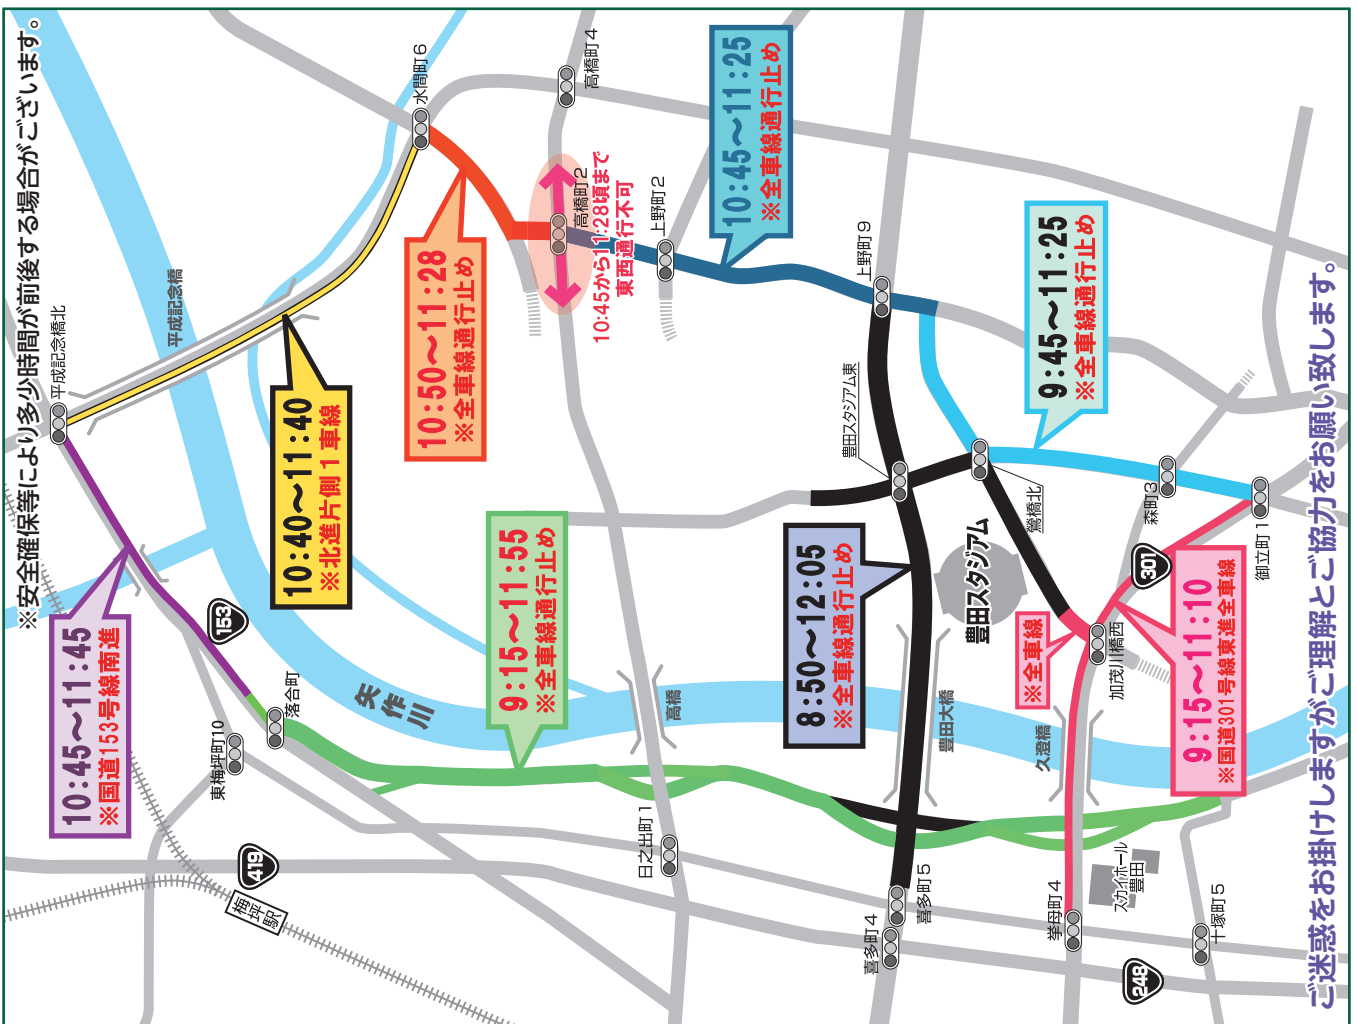 ※安全確保等により多少時間が前後する場合がございます。
平成記念橋北
平成記念橋
水間町6
高橋町4
10:45〜11:45
※国道153号線南進
153
10:40〜11:40
※北進片側1車線
10:50〜11:28
※全車線通行止め
高橋町2
10:45から11:28頃まで
東西通行不可
上野町2
10:45〜11:25
※全車線通行止め
落合町
東梅坪町10
矢作川
419
梅坪駅
9:15〜11:55
※全車線通行止め
高橋
日之出町1
上野町9
豊田スタジアム東
8:50〜12:05
※全車線通行止め
豊田大橋
喜多町5
喜多町4
豊田スタジアム
鶯橋北
9:45〜11:25
※全車線通行止め
森町3
御立町1
301
※全車線
加茂川橋西
9:15〜11:10
※国道301号線東進全車線
久澄橋
スカイホール
豊田
挙母町4
十塚町5
248
ご迷惑をお掛けしますがご理解とご協力をお願い致します。